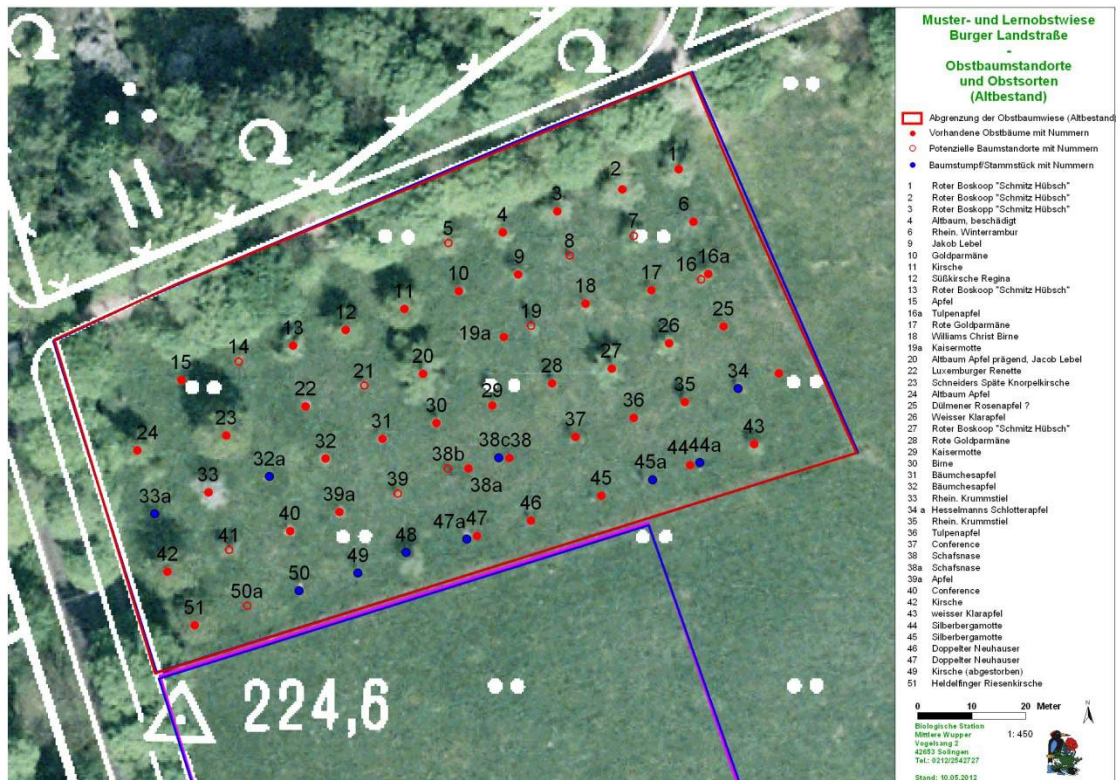 Muster- und Lernobstwiese
Burger Landstraße
-
Obstbaumstandorte
und Obstsorten
(Altbestand)
Abgrenzung der Obstbaumwiese (Altbestand)
Vorhandene Obstbäume mit Nummern
Potenzielle Baumstandorte mit Nummern
Baumstumpf/Stammstück mit Nummern
1 Roter Boskoop "Schmitz Hübsch"
2 Roter Boskoop "Schmitz Hübsch"
3 Roter Boskoop "Schmitz Hübsch"
4 Altbaum, beschädigt
6 Rhein. Winterrambur
9 Jakob Lebel
10 Goldparmäne
11 Kirsche
12 Süßkirsche Regina
13 Roter Boskoop "Schmitz Hübsch"
15 Apfel
16a Tulpenapfel
17 Rote Goldparmäne
18 Williams Christ Birne
19a Kaisermotte
20 Altbaum Apfel prägend, Jacob Lebel
22 Luxemburger Renette
23 Schneiders Späte Knorpelkirsche
24 Altbaum Apfel
25 Dülmener Rosenapfel ?
26 Weisser Klarapfel
27 Roter Boskoop "Schmitz Hübsch"
28 Rote Goldparmäne
29 Kaisermotte
30 Birne
31 Bäumchesapfel
32 Bäumchesapfel
33 Rhein. Krummstiel
34 a Hesselmanns Schlotterapfel
35 Rhein. Krummstiel
36 Tulpenapfel
37 Conference
38 Schafsnase
38a Schafsnase
39a Apfel
40 Conference
42 Kirsche
43 weisser Klarapfel
44 Silberbergamotte
45 Silberbergamotte
46 Doppelter Neuhauser
47 Doppelter Neuhauser
49 Kirsche (abgestorben)
51 Heldelfinger Riesenkirsche
0 10 20 Meter
N
1: 450
Biologische Station
Mittlere Wupper
Vogelsang 2
42653 Solingen
Tel.: 0212/2542727
Stand: 10.05.2012
1
2
3
4
5
6
7
8
9
10
11
12
13
14
15
16
16a
17
18
19
19a
20
21
22
23
24
25
26
27
28
29
30
31
32
32a
33
33a
34
35
36
37
38c
38
38b
38a
39
39a
40
41
42
43
44
44a
45
45a
46
47a
47
48
49
50
50a
51
224,6